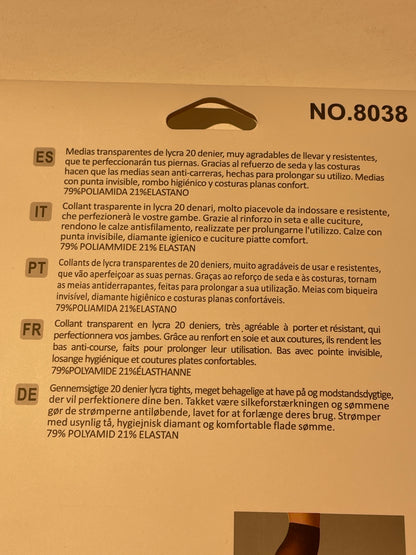 NO.8038
ES Medias transparentes de lycra 20 denier, muy agradables de llevar y resistentes,
que te perfeccionarán tus piernas. Gracias al refuerzo de seda y las costuras
hacen que las medias sean anti-carreras, hechas para prolongar su utilizo. Medias
con punta invisible, rombo higiénico y costuras planas confort.
79%POLIAMIDA 21%ELASTANO
IT Collant trasparente in lycra 20 denari, molto piacevole da indossare e resistente,
che perfezionerà le vostre gambe. Grazie al rinforzo in seta e alle cuciture,
rendono le calze antisfilamento, realizzate per prolungarne l'utilizzo. Calze con
punta invisibile, diamante igienico e cuciture piatte comfort.
79% POLIAMMIDE 21% ELASTAN
PT Collants de lycra transparentes de 20 deniers, muito agradáveis de usar e resistentes,
que vão aperfeiçoar as suas pernas. Graças ao reforço de seda e às costuras, tornam
as meias antiderrapantes, feitas para prolongar a sua utilização. Meias com biqueira
invisível, diamante higiênico e costuras planas confortáveis.
79%POLIAMIDA 21%ELASTANO
FR Collant transparent en lycra 20 deniers, très agréable à porter et résistant, qui
perfectionnera vos jambes. Grâce au renfort en soie et aux coutures, ils rendent les
bas anti-course, faits pour prolonger leur utilisation. Bas avec pointe invisible,
losange hygiénique et coutures plates confortables.
79%POLYAMIDE 21%ÉLASTHANNE
DE Gennemsigtige 20 denier lycra tights, meget behagelige at have på og modstandsdygtige,
der vil perfektionere dine ben. Takket være silkeforstærkningen og sømmene
gør de strømperne antiløbende, lavet for at forlænge deres brug. Strømper
med usynlig tå, hygiejnisk diamant og komfortable flade sømme.
79% POLYAMID 21% ELASTAN